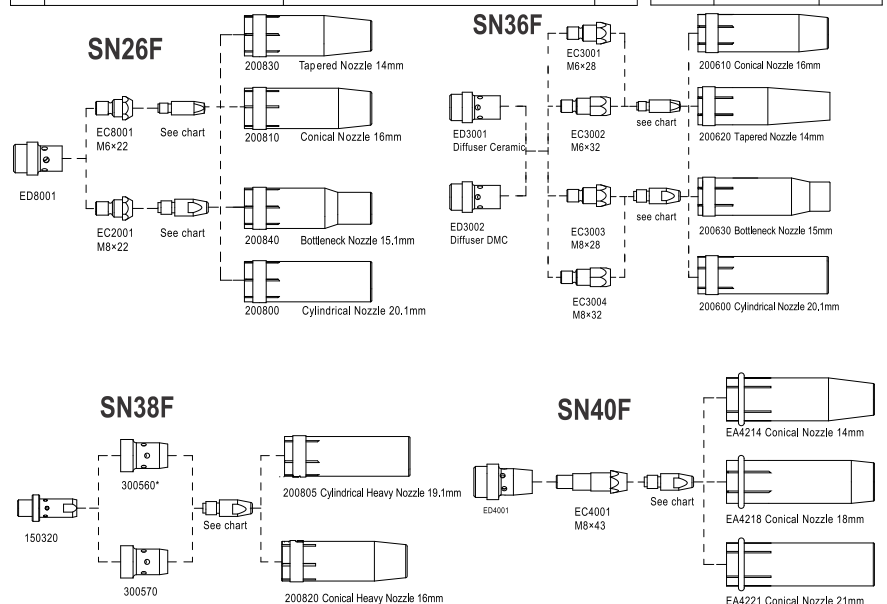 SN26F
200830 Tapered Nozzle 14mm
EC8001
M6×22
See chart
200810 Conical Nozzle 16mm
ED8001
EC2001
M8×22
See chart
200840 Bottleneck Nozzle 15.1mm
200800 Cylindrical Nozzle 20.1mm
SN36F
EC3001
M6×28
200610 Conical Nozzle 16mm
ED3001
Diffuser Ceramic
EC3002
M6×32
see chart
200620 Tapered Nozzle 14mm
ED3002
Diffuser DMC
EC3003
M8×28
see chart
200630 Bottleneck Nozzle 15mm
EC3004
M8×32
200600 Cylindrical Nozzle 20.1mm
SN38F
300560*
200805 Cylindrical Heavy Nozzle 19.1mm
150320
See chart
300570
200820 Conical Heavy Nozzle 16mm
SN40F
EA4214 Conical Nozzle 14mm
ED4001
EC4001
M8×43
See chart
EA4218 Conical Nozzle 18mm
EA4221 Conical Nozzle 21mm